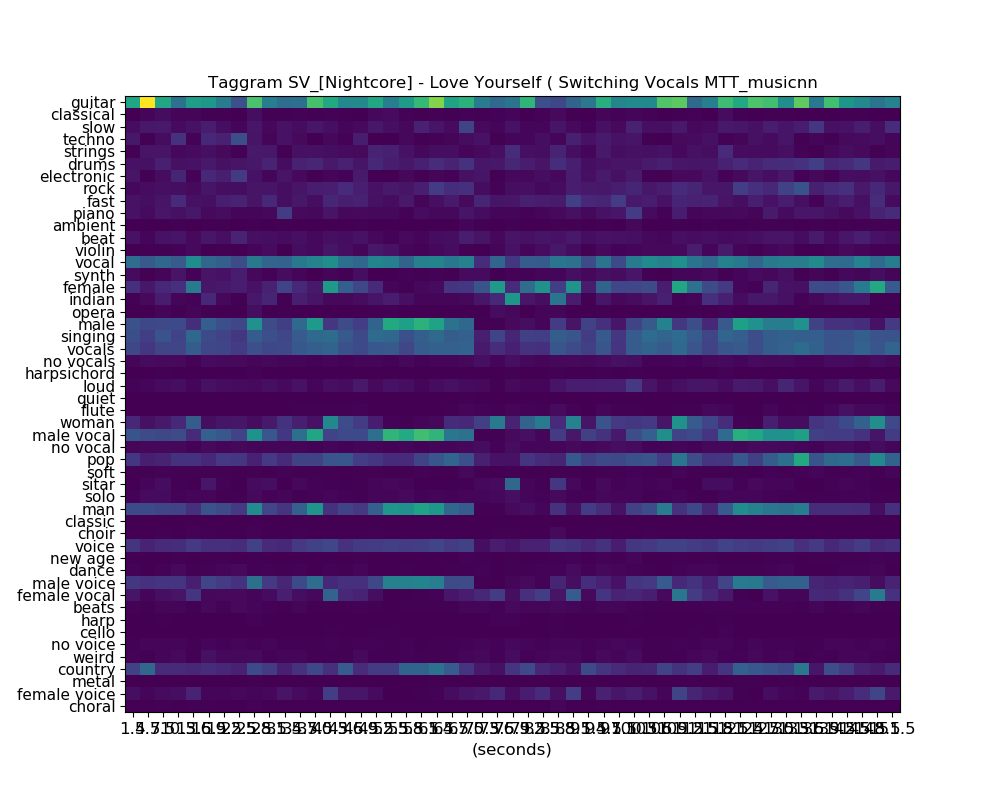 Taggram SV_[Nightcore] - Love Yourself ( Switching Vocals MTT_musicnn
guitar
classical
slow
techno
strings
drums
electronic
rock
fast
piano
ambient
beat
violin
vocal
synth
female
indian
opera
male
singing
vocals
no vocals
harpsichord
loud
quiet
flute
woman
male vocal
no vocal
pop
soft
sitar
solo
man
classic
choir
voice
new age
dance
male voice
female vocal
beats
harp
cello
no voice
weird
country
metal
female voice
choral
(seconds)